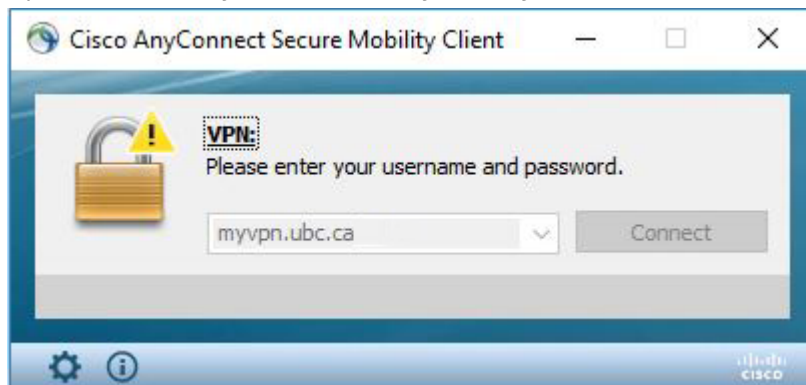 Cisco AnyConnect Secure Mobility Client
VPN:
Please enter your username and password.
myvpn.ubc.ca
Connect
cisco